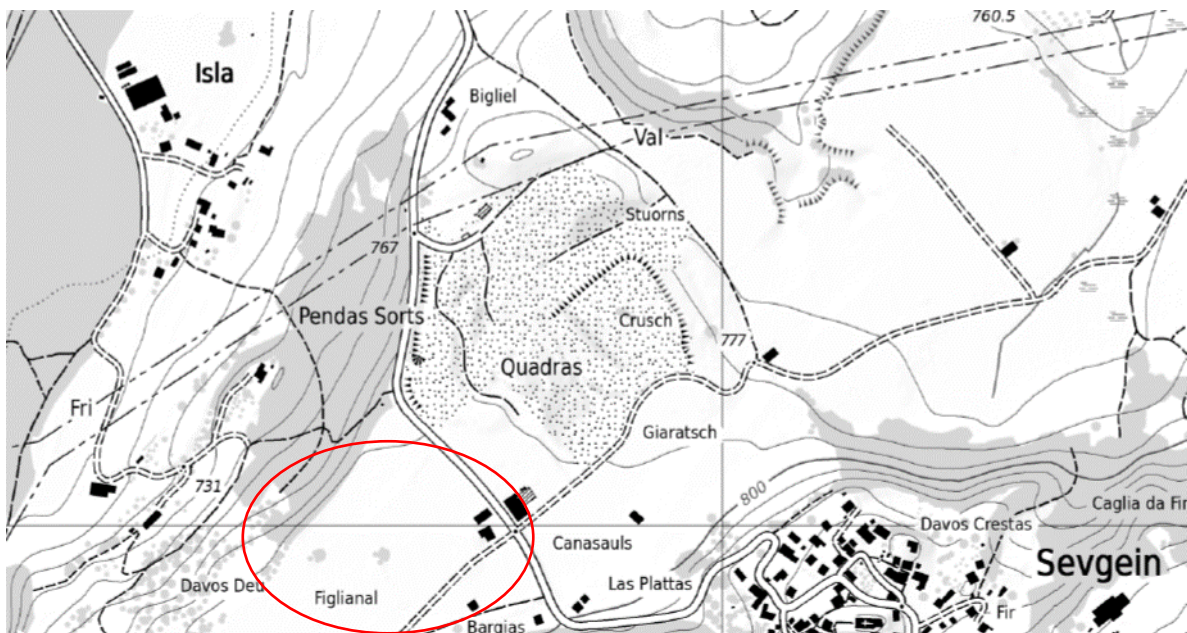 760.5
Isla
Bigliel
Val
Stuorns
767
Pendas Sorts
Crusch
777
Quadras
Fri
Giaratsch
731
800
Caglia da Fir
Davos Crestas
Canasauls
Sevgein
Davos Deu
Las Plattas
Figlianal
Fir
Bargias